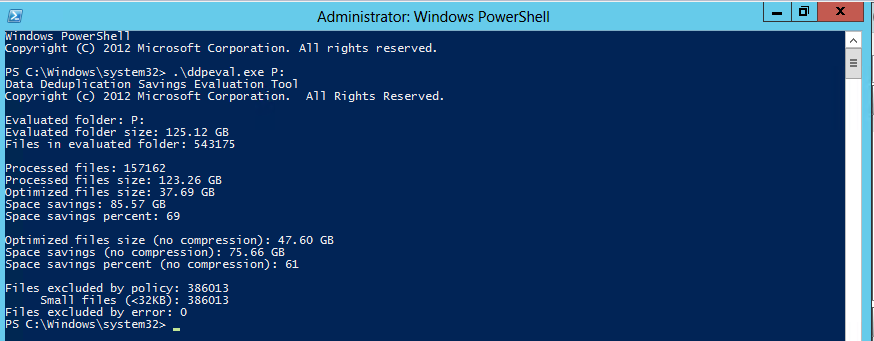 Administrator: Windows PowerShell
Windows PowerShell
Copyright (C) 2012 Microsoft Corporation. All rights reserved.
PS C:\Windows\system32> .\ddpeval.exe P:
Data Deduplication Savings Evaluation Tool
Copyright (c) 2012 Microsoft Corporation.  All Rights Reserved.
Evaluated folder: P:
Evaluated folder size: 125.12 GB
Files in evaluated folder: 543175
Processed files: 157162
Processed files size: 123.26 GB
Optimized files size: 37.69 GB
Space savings: 85.57 GB
Space savings percent: 69
Optimized files size (no compression): 47.60 GB
Space savings (no compression): 75.66 GB
Space savings percent (no compression): 61
Files excluded by policy: 386013
     Small files (<32KB): 386013
Files excluded by error: 0
PS C:\Windows\system32>